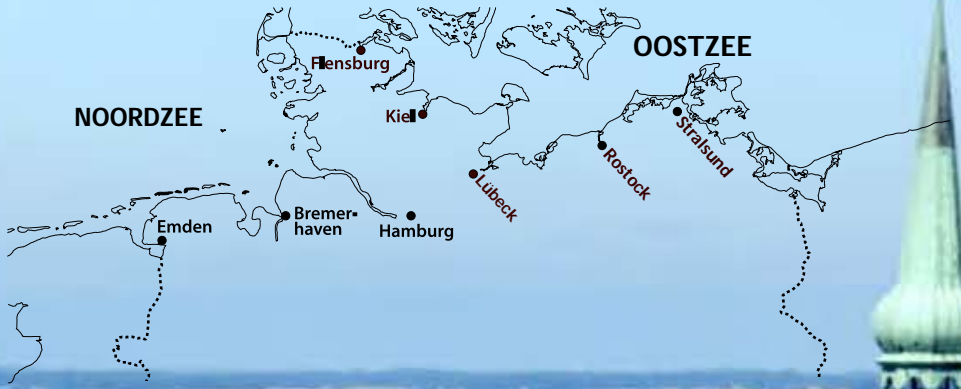 OOSTZEE
Flensburg
NOORDZEE
Kiel
Stralsund
Rostock
Lübeck
Bremer-
haven
Emden
Hamburg